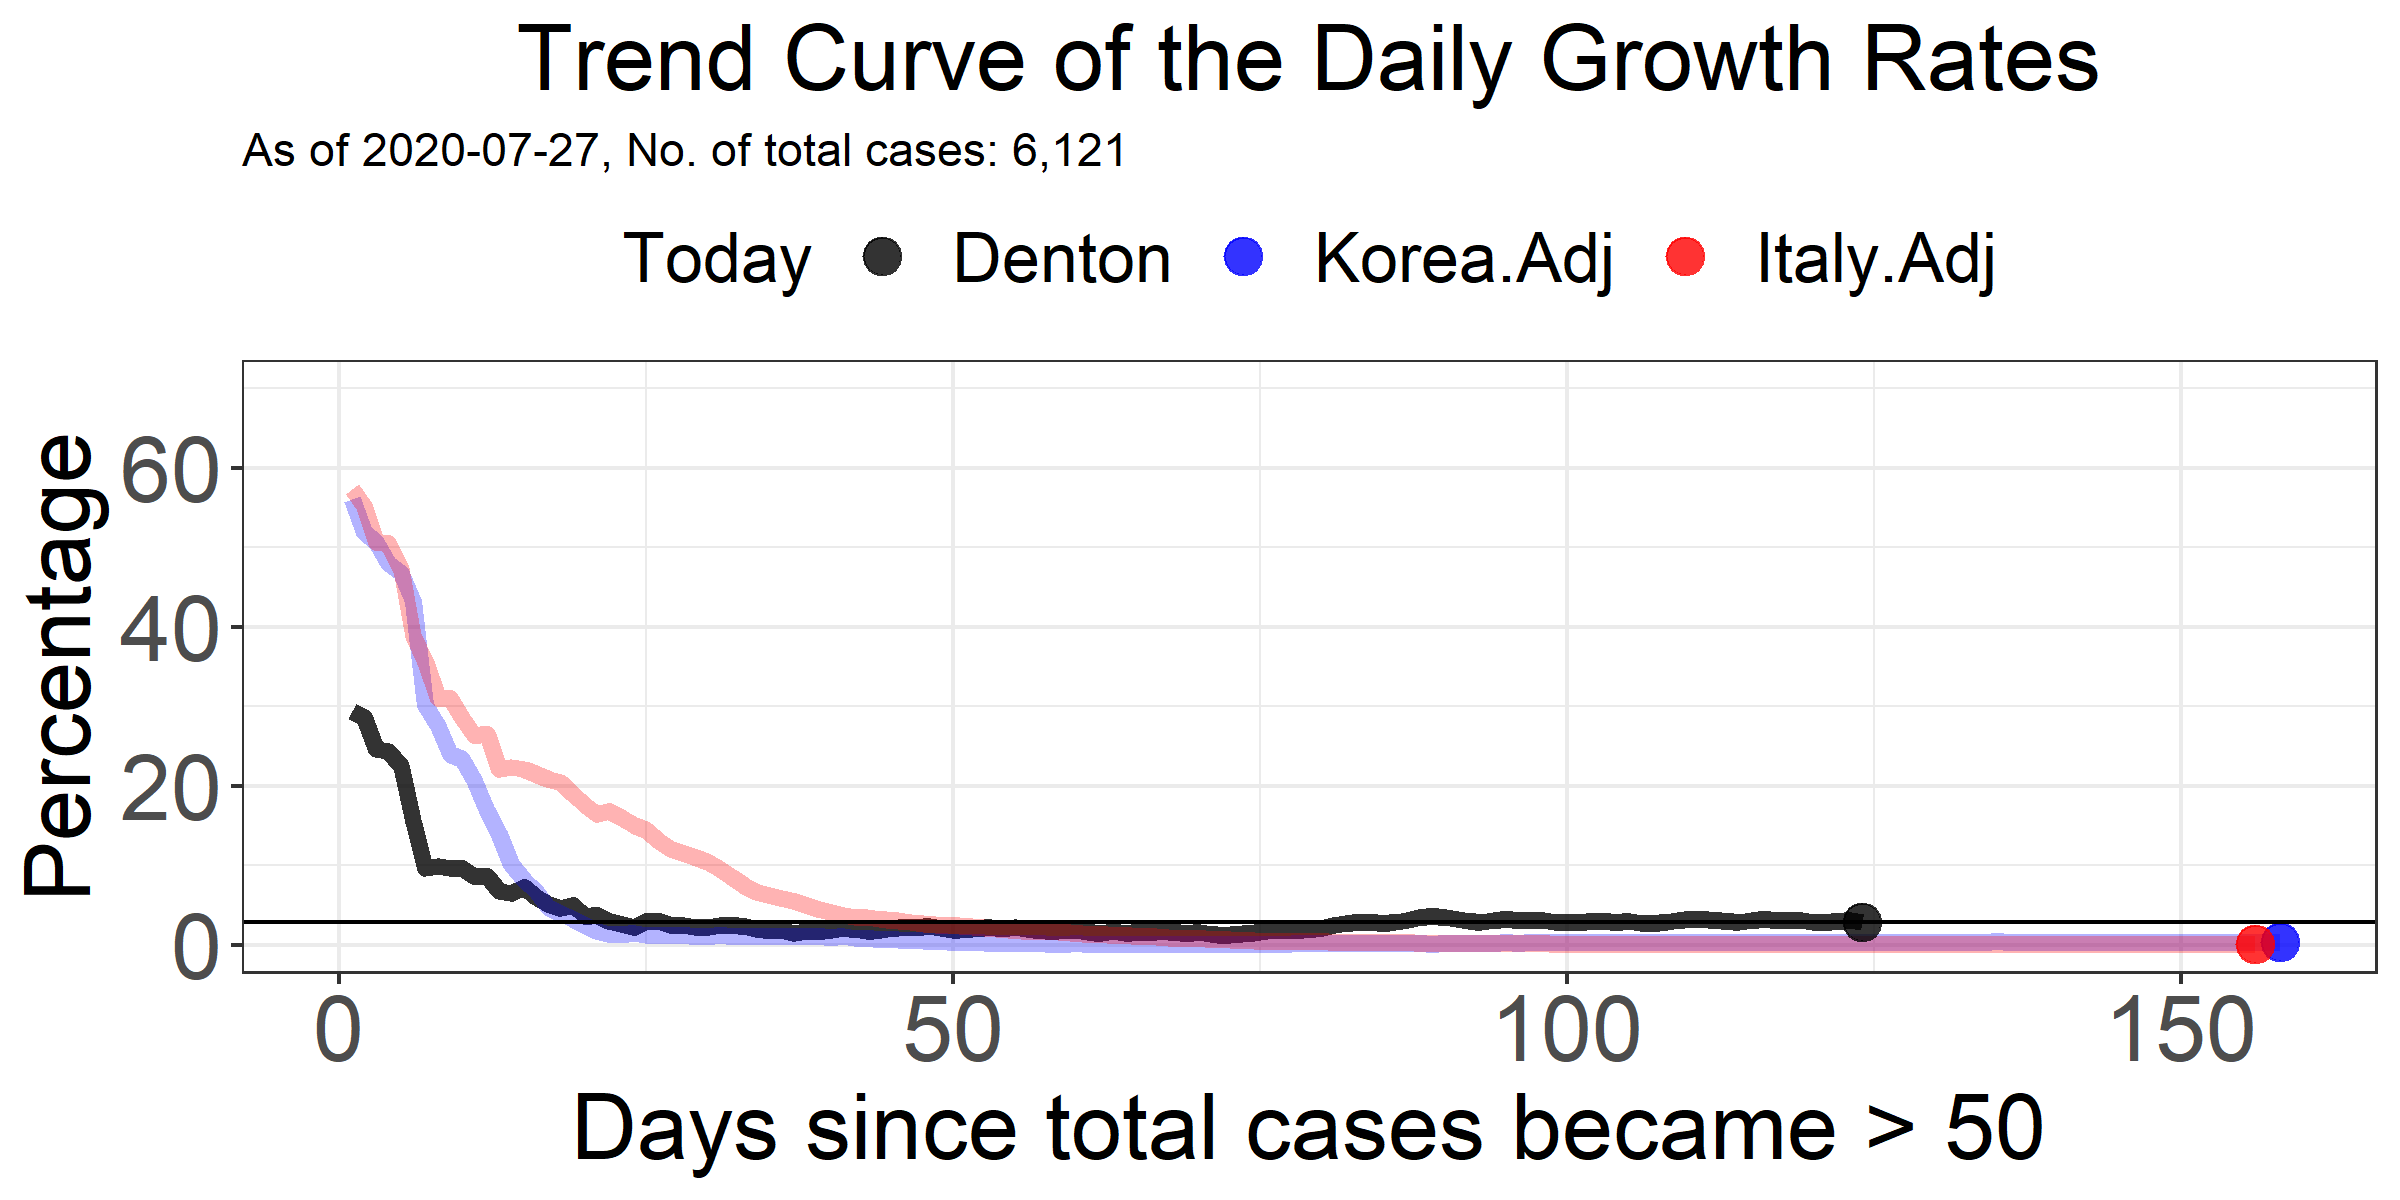 Trend Curve of the Daily Growth Rates
As of 2020-07-27, No. of total cases: 6,121
Today Denton Korea.Adj Italy.Adj
Percentage
60
40
20
0
0 50 100 150
Days since total cases became > 50